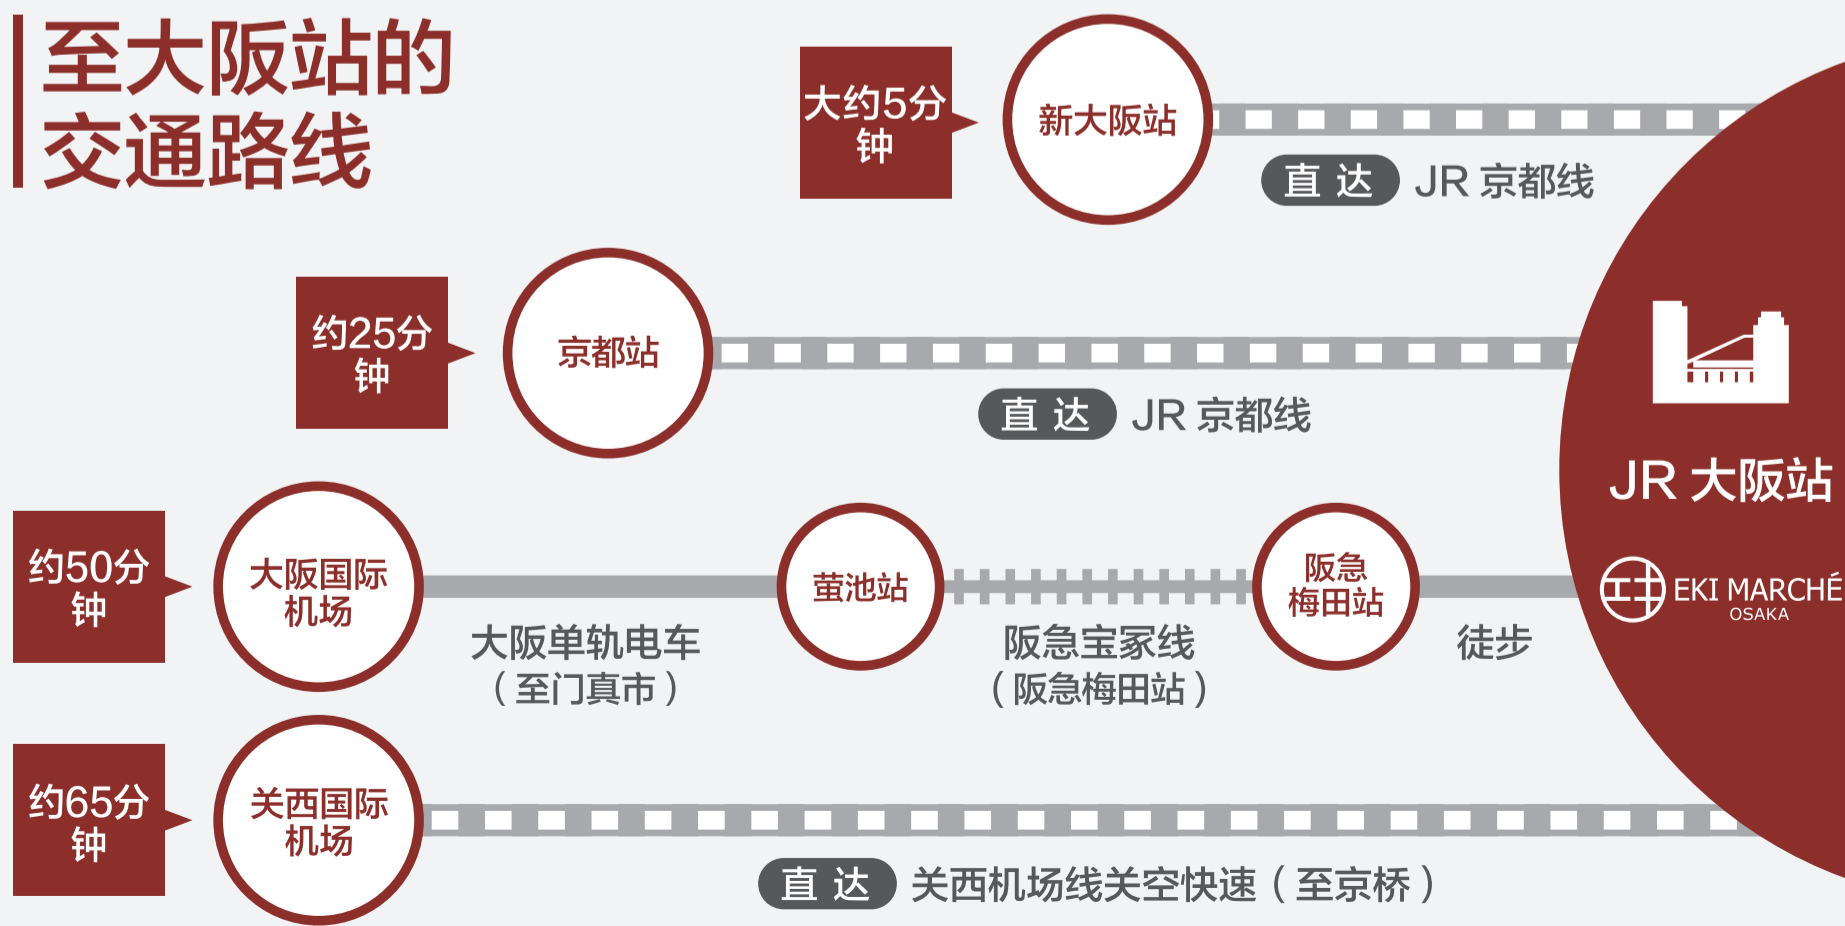 至大阪站的
交通路线
大约5分
钟
新大阪站
直达 JR 京都线
约25分
钟
京都站
直达 JR 京都线
JR 大阪站
EKI MARCHÉ
OSAKA
约50分
钟
大阪国际
机场
大阪单轨电车
（至门真市）
萤池站
阪急宝冢线
（阪急梅田站）
阪急
梅田站
徒步
约65分
钟
关西国际
机场
直达 关西机场线关空快速（至京桥）